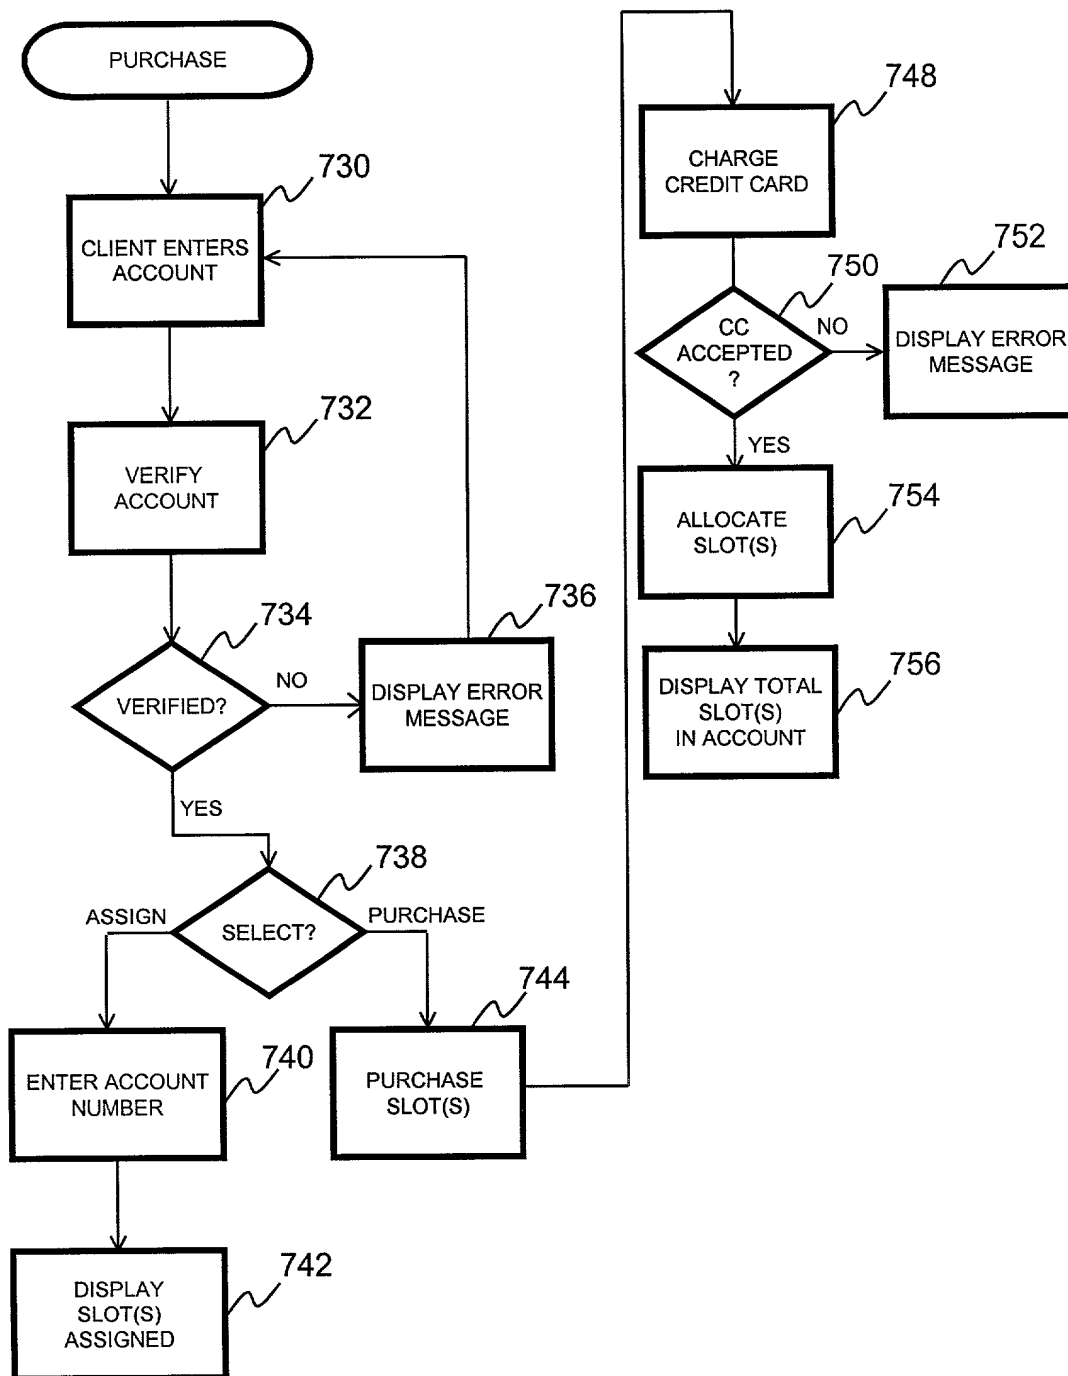 PURCHASE
730
CLIENT ENTERS
ACCOUNT
732
VERIFY
ACCOUNT
734
VERIFIED?
NO
736
DISPLAY ERROR
MESSAGE
YES
738
SELECT?
ASSIGN
PURCHASE
740
ENTER ACCOUNT
NUMBER
742
DISPLAY
SLOT(S)
ASSIGNED
744
PURCHASE
SLOT(S)
748
CHARGE
CREDIT CARD
750
CC
ACCEPTED
?
NO
752
DISPLAY ERROR
MESSAGE
YES
754
ALLOCATE
SLOT(S)
756
DISPLAY TOTAL
SLOT(S)
IN ACCOUNT